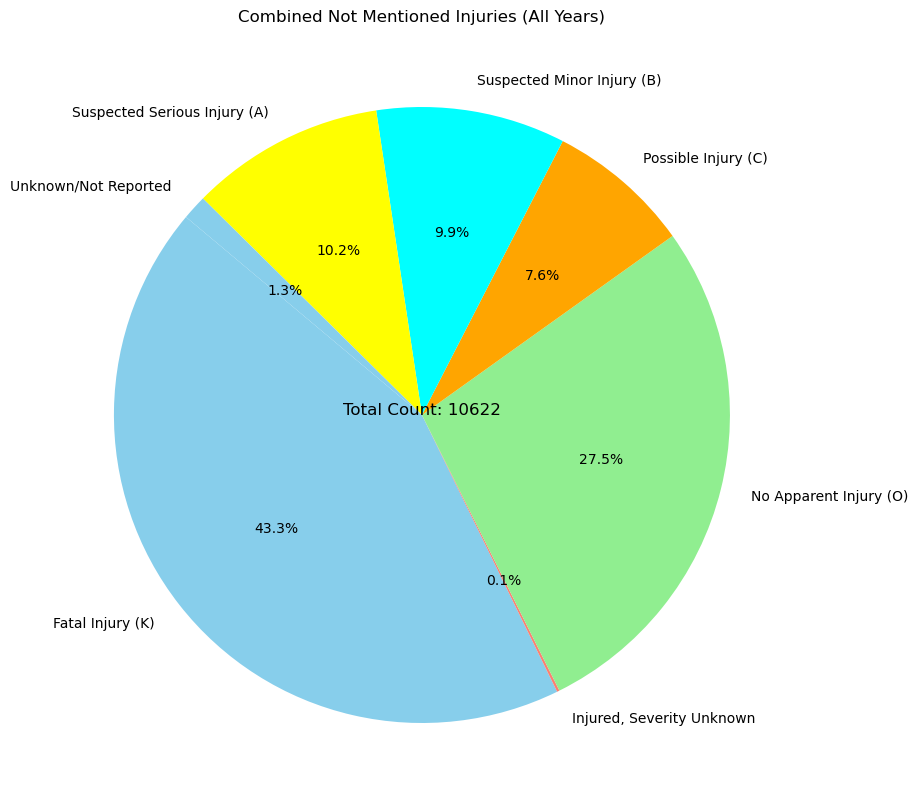 Combined Not Mentioned Injuries (All Years)
Suspected Minor Injury (B)
Suspected Serious Injury (A)
Possible Injury (C)
Unknown/Not Reported
9.9%
10.2%
7.6%
1.3%
Total Count: 10622
27.5%
No Apparent Injury (O)
43.3%
0.1%
Fatal Injury (K)
Injured, Severity Unknown